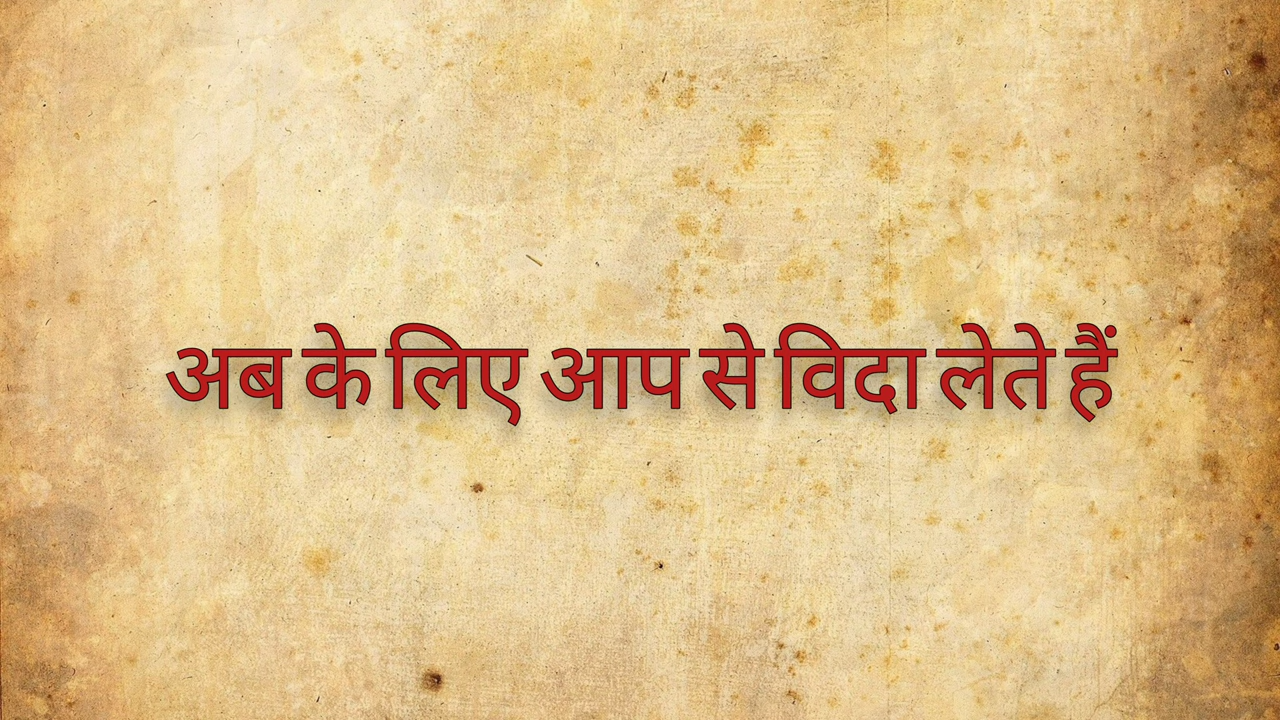 अब के लिए आप से विदा लेते हैं